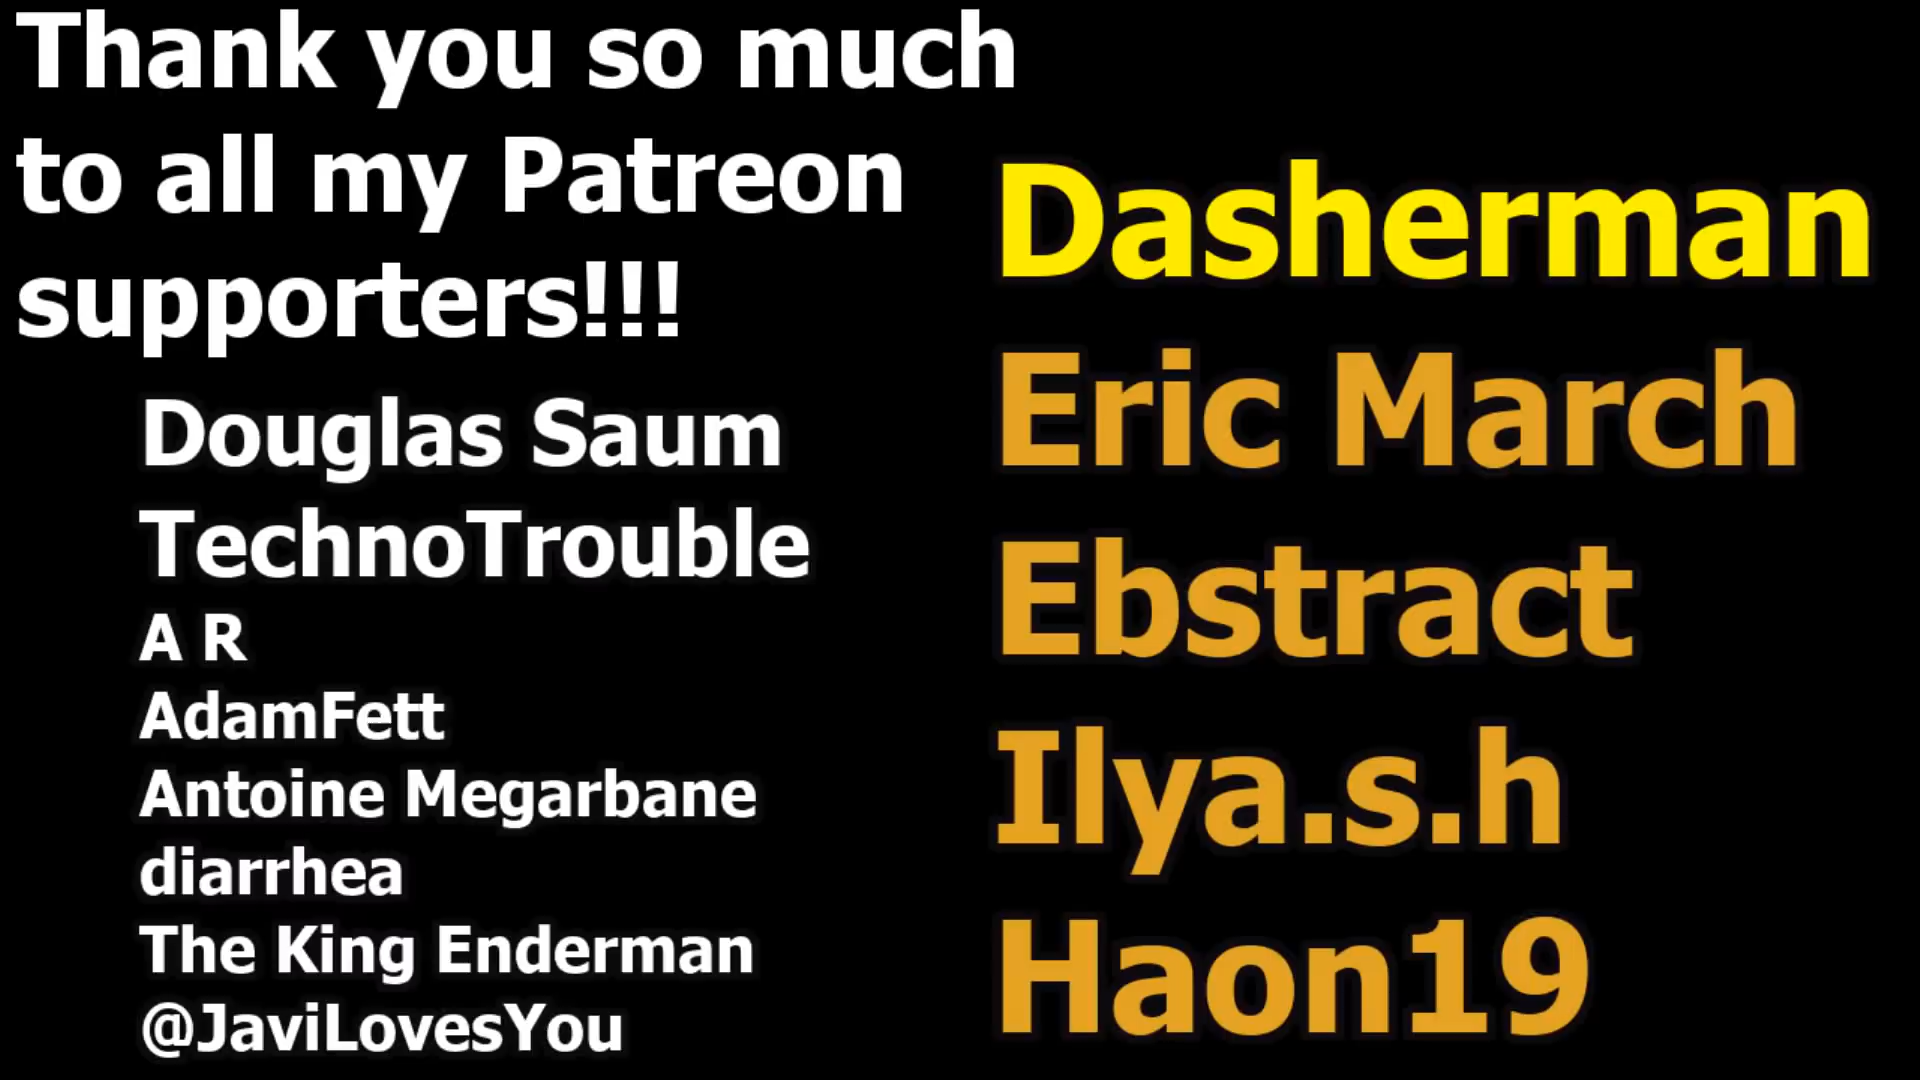 Thank you so much
to all my Patreon
supporters!!!
Douglas Saum
TechnoTrouble
A R
AdamFett
Antoine Megarbane
diarrhea
The King Enderman
@JaviLovesYou
Dasherman
Eric March
Ebstract
Ilya.s.h
Haon19